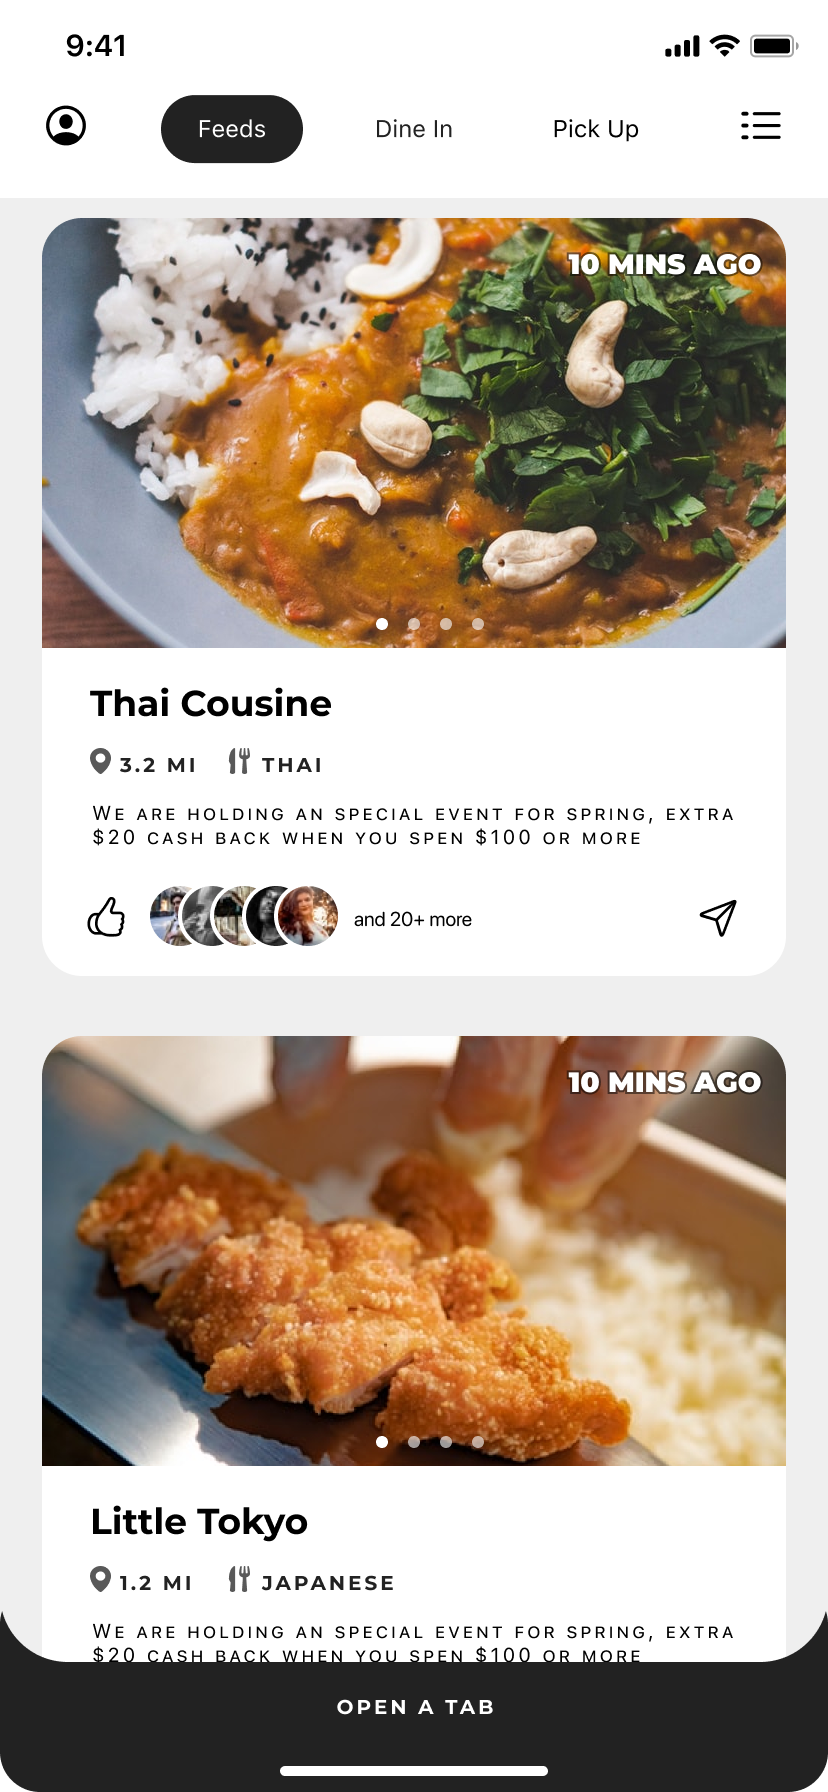 9:41
Feeds
Dine In
Pick Up
10 MINS AGO
Thai Cousine
3.2 MI
THAI
WE ARE HOLDING AN SPECIAL EVENT FOR SPRING, EXTRA
$20 CASH BACK WHEN YOU SPEN $100 OR MORE
and 20+ more
10 MINS AGO
Little Tokyo
1.2 MI
JAPANESE
WE ARE HOLDING AN SPECIAL EVENT FOR SPRING, EXTRA
$20 CASH BACK WHEN YOU SPEN $100 OR MORE
OPEN A TAB